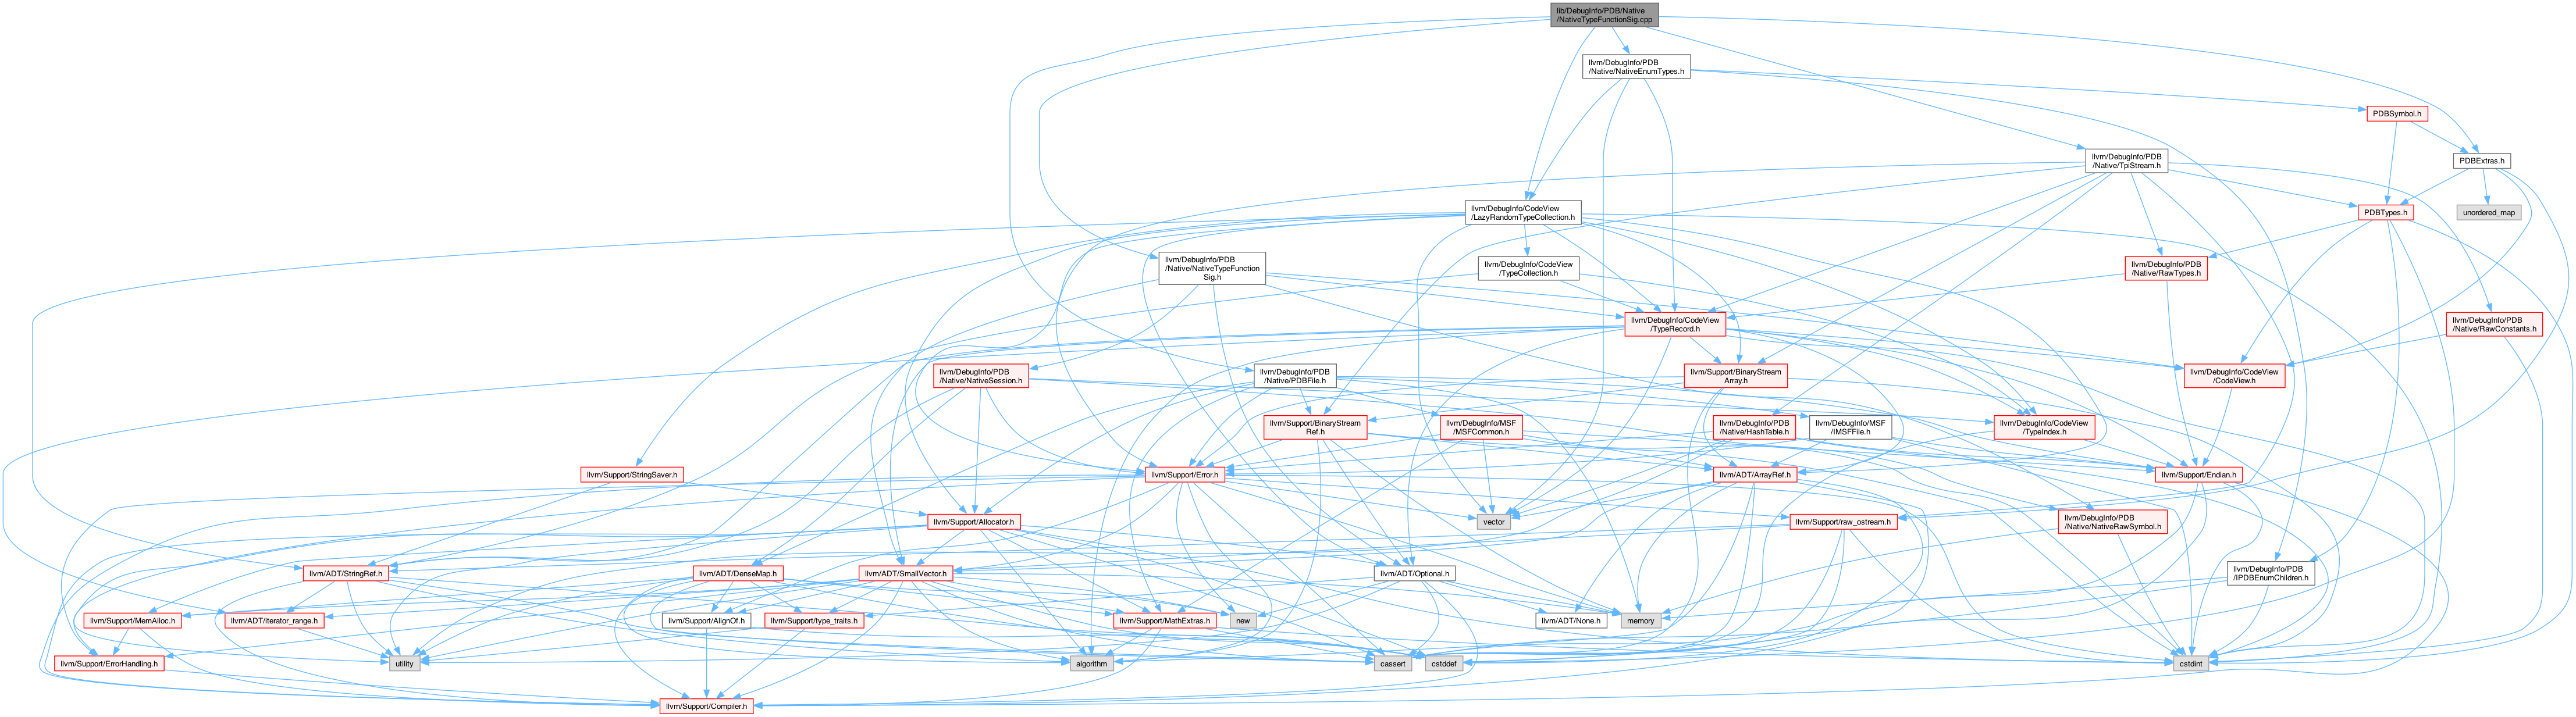 lib/DebugInfo/PDB/Native
/NativeTypeFunctionSig.cpp
llvm/DebugInfo/PDB
/Native/NativeEnumTypes.h
PDBSymbol.h
llvm/DebugInfo/PDB
/Native/TpiStream.h
PDBExtras.h
llvm/DebugInfo/CodeView
/LazyRandomTypeCollection.h
PDBTypes.h
unordered_map
llvm/DebugInfo/PDB
/Native/NativeTypeFunction
Sig.h
llvm/DebugInfo/CodeView
/TypeCollection.h
llvm/DebugInfo/PDB
/Native/RawTypes.h
llvm/DebugInfo/CodeView
/TypeRecord.h
llvm/DebugInfo/PDB
/Native/RawConstants.h
llvm/DebugInfo/PDB
/Native/NativeSession.h
llvm/DebugInfo/PDB
/Native/PDBFile.h
llvm/Support/BinaryStream
Array.h
llvm/DebugInfo/CodeView
/CodeView.h
llvm/Support/BinaryStream
Ref.h
llvm/DebugInfo/MSF
/MSFCommon.h
llvm/DebugInfo/PDB
/Native/HashTable.h
llvm/DebugInfo/MSF
/IMSFFile.h
llvm/DebugInfo/CodeView
/TypeIndex.h
llvm/Support/StringSaver.h
llvm/Support/Error.h
llvm/ADT/ArrayRef.h
llvm/Support/Endian.h
llvm/Support/Allocator.h
vector
llvm/Support/raw_ostream.h
llvm/DebugInfo/PDB
/Native/NativeRawSymbol.h
llvm/ADT/StringRef.h
llvm/ADT/DenseMap.h
llvm/ADT/SmallVector.h
llvm/ADT/Optional.h
llvm/DebugInfo/PDB
/IPDBEnumChildren.h
llvm/Support/MemAlloc.h
llvm/ADT/iterator_range.h
llvm/Support/AlignOf.h
llvm/Support/type_traits.h
llvm/Support/MathExtras.h
new
llvm/ADT/None.h
memory
llvm/Support/ErrorHandling.h
utility
algorithm
cassert
cstddef
cstdint
llvm/Support/Compiler.h